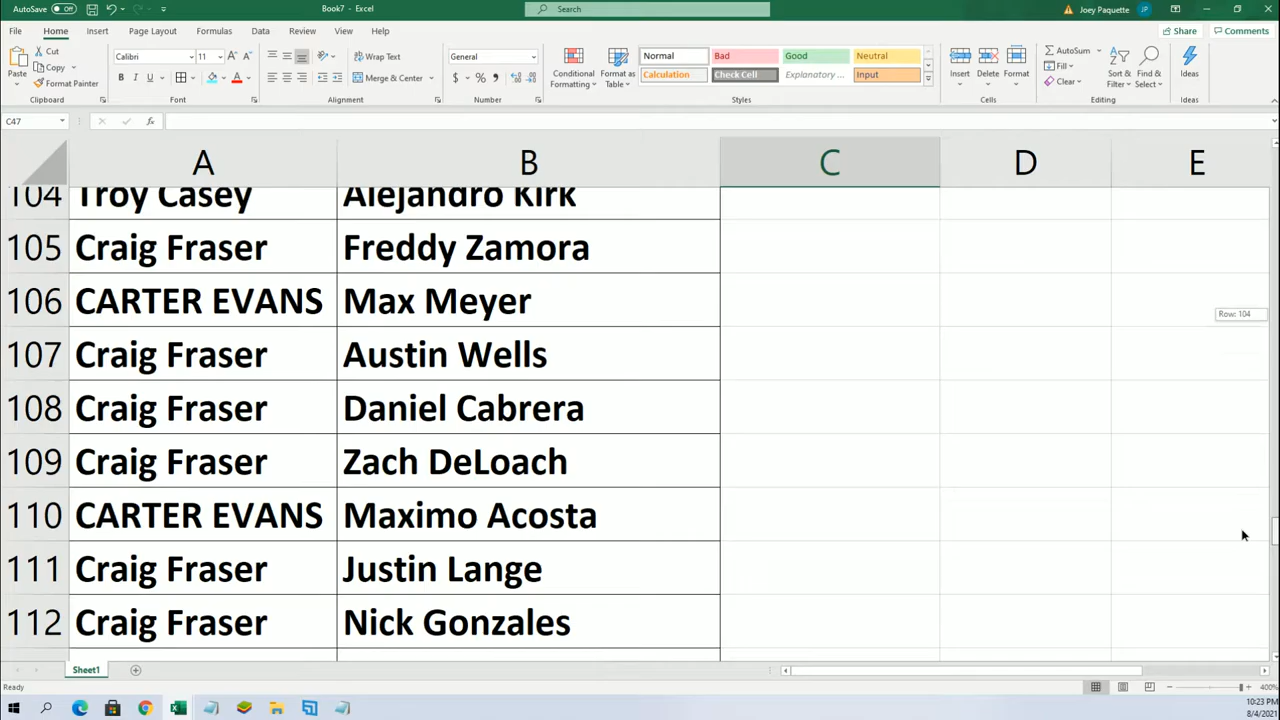 AutoSave Off Book7 - Excel Search Joey Paquette JP
File Home Insert Page Layout Formulas Data Review View Help Share Comments
Cut Calibri 11 Wrap Text General Normal Bad Good Neutral AutoSum
Copy Fill
Paste Format Painter Merge & Center Conditional Formatting Format as Table Calculation Check Cell Explanatory ... Input Insert Delete Format Clear Sort & Filter Find & Select Ideas
Clipboard Font Alignment Number Styles Cells Editing Ideas
C47 fx
A B C D E
104 Troy Casey Alejandro Kirk
105 Craig Fraser Freddy Zamora
106 CARTER EVANS Max Meyer
Row: 104
107 Craig Fraser Austin Wells
108 Craig Fraser Daniel Cabrera
109 Craig Fraser Zach DeLoach
110 CARTER EVANS Maximo Acosta
111 Craig Fraser Justin Lange
112 Craig Fraser Nick Gonzales
Sheet1
Ready 400%
10:23 PM
8/4/2021